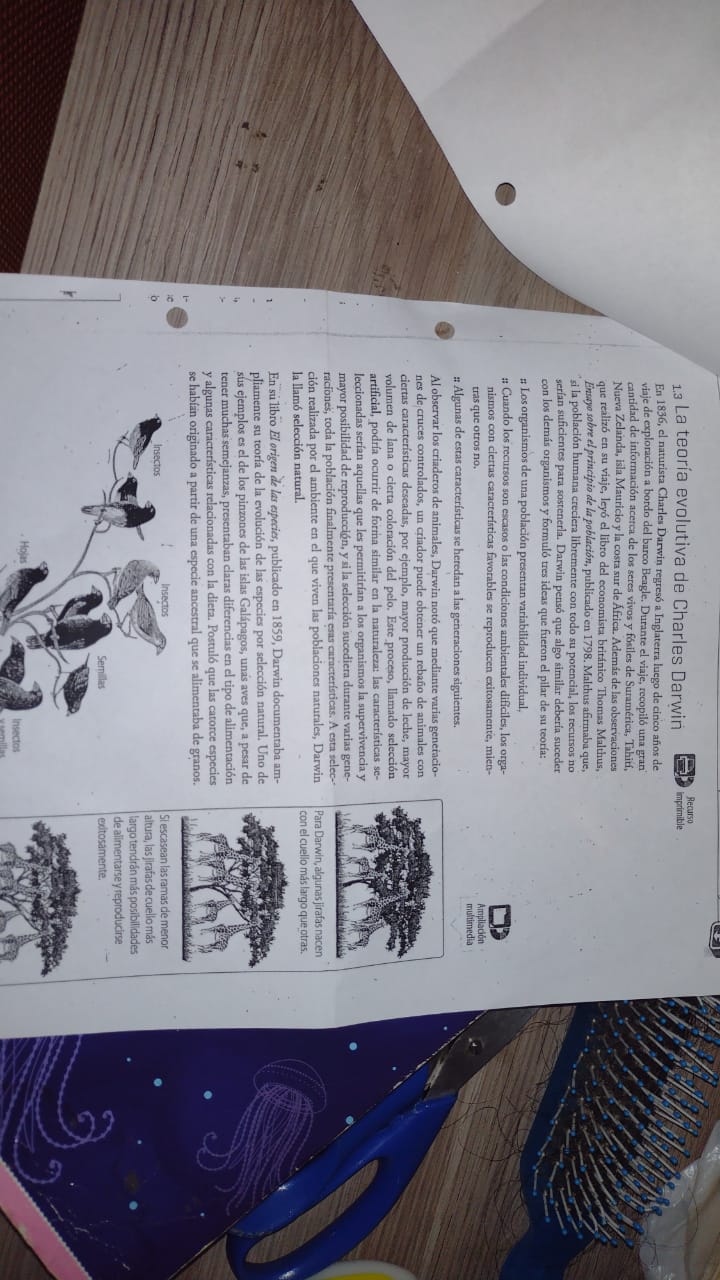 1.3 La teoría evolutiva de Charles Darwin
Recurso
imprimible
En 1836, el naturista Charles Darwin regresó a Inglaterra luego de cinco años de
viaje de exploración a bordo del barco Beagle. Durante el viaje, recopiló una gran
cantidad de información acerca de los seres vivos y fósiles de Suramérica, Tahití,
Nueva Zelanda, isla Mauricio y la costa sur de África. Además de las observaciones
que realizó en su viaje, leyó el libro del economista británico Thomas Malthus,
Ensayo sobre el principio de la población, publicado en 1798. Malthus afirmaba que,
si la población humana creciera libremente con todo su potencial, los recursos no
serían suficientes para sostenerla. Darwin pensó que algo similar debería suceder
con los demás organismos y formuló tres ideas que fueron el pilar de su teoría:
:: Los organismos de una población presentan variabilidad individual,
:: Cuando los recursos son escasos o las condiciones ambientales difíciles, los orga-
nismos con ciertas características favorables se reproducen exitosamente, mien-
tras que otros no.
:: Algunas de estas características se heredan a las generaciones siguientes.
Al observar los criaderos de animales, Darwin notó que mediante varias generacio-
nes de cruces controlados, un criador puede obtener un rebaño de animales con
ciertas características deseadas, por ejemplo, mayor producción de leche, mayor
volumen de lana o cierta coloración del pelo. Este proceso, llamado selección
artificial, podría ocurrir de forma similar en la naturaleza: las características se-
leccionadas serían aquellas que les permitirían a los organismos la supervivencia y
mayor posibilidad de reproducción, y si la selección sucediera durante varias gene-
raciones, toda la población finalmente presentaría esas características. A esta selec-
ción realizada por el ambiente en el que viven las poblaciones naturales, Darwin
la llamó selección natural.
En su libro El origen de las especies, publicado en 1859, Darwin documentaba am-
pliamente su teoría de la evolución de las especies por selección natural. Uno de
sus ejemplos es el de los pinzones de las islas Galápagos, unas aves que, a pesar de
tener muchas semejanzas, presentaban claras diferencias en el tipo de alimentación
y algunas características relacionadas con la dieta. Postuló que las catorce especies
se habían originado a partir de una especie ancestral que se alimentaba de granos.
Insectos
Insectos
Semillas
Hojas
Insectos
y semillas
Ampliación
multimedia
Para Darwin, algunas jirafas nacen
con el cuello más largo que otras.
Si escasean las ramas de menor
altura, las jirafas de cuello más
largo tendrán más posibilidades
de alimentarse y reproducirse
exitosamente.